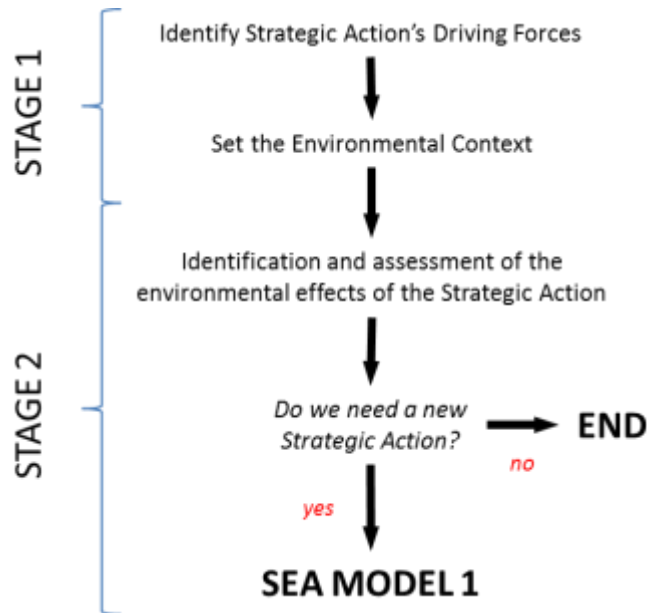 STAGE 1
Identify Strategic Action's Driving Forces
Set the Environmental Context
STAGE 2
Identification and assessment of the
environmental effects of the Strategic Action
Do we need a new
Strategic Action?
END
no
yes
SEA MODEL 1